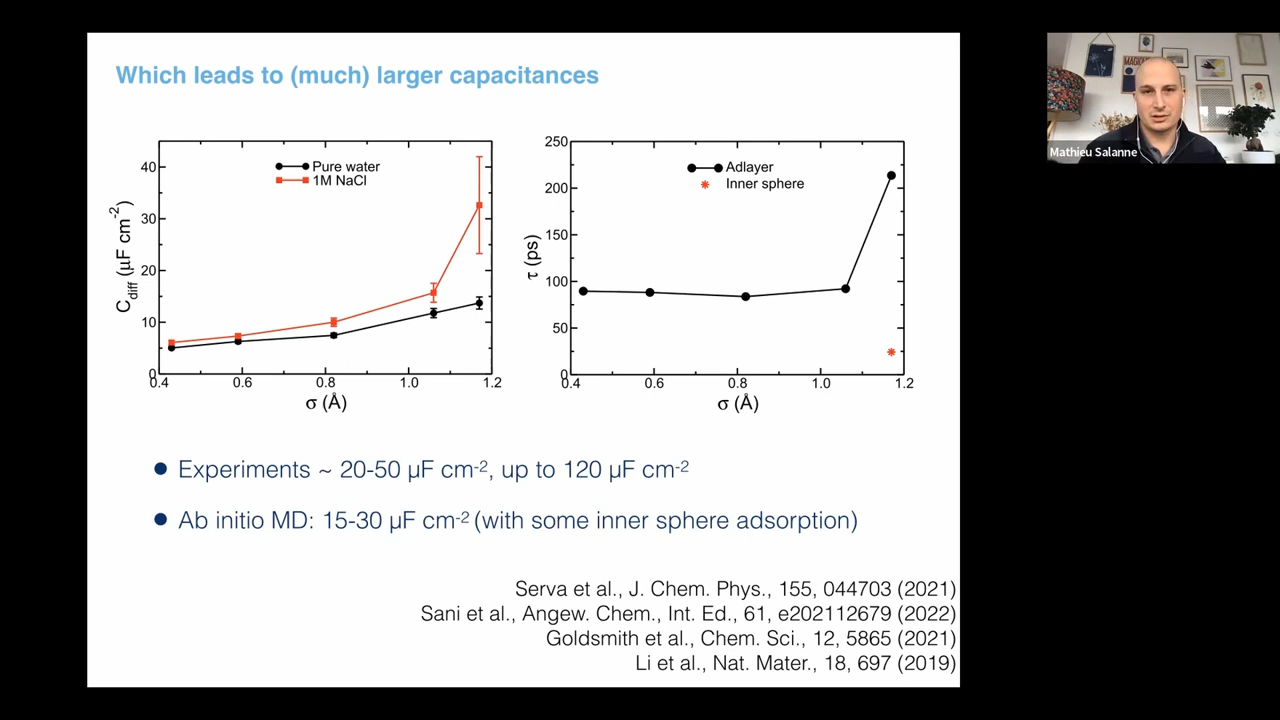 Which leads to (much) larger capacitances
40
30
20
10
0
C_diff (µF cm⁻²)
Pure water
1M NaCl
0.4 0.6 0.8 1.0 1.2
σ (Å)
250
200
150
100
50
0
τ (ps)
Adlayer
Inner sphere
0.4 0.6 0.8 1.0 1.2
σ (Å)
● Experiments ~ 20-50 µF cm⁻², up to 120 µF cm⁻²
● Ab initio MD: 15-30 µF cm⁻² (with some inner sphere adsorption)
Serva et al., J. Chem. Phys., 155, 044703 (2021)
Sani et al., Angew. Chem., Int. Ed., 61, e202112679 (2022)
Goldsmith et al., Chem. Sci., 12, 5865 (2021)
Li et al., Nat. Mater., 18, 697 (2019)
Mathieu Salanne